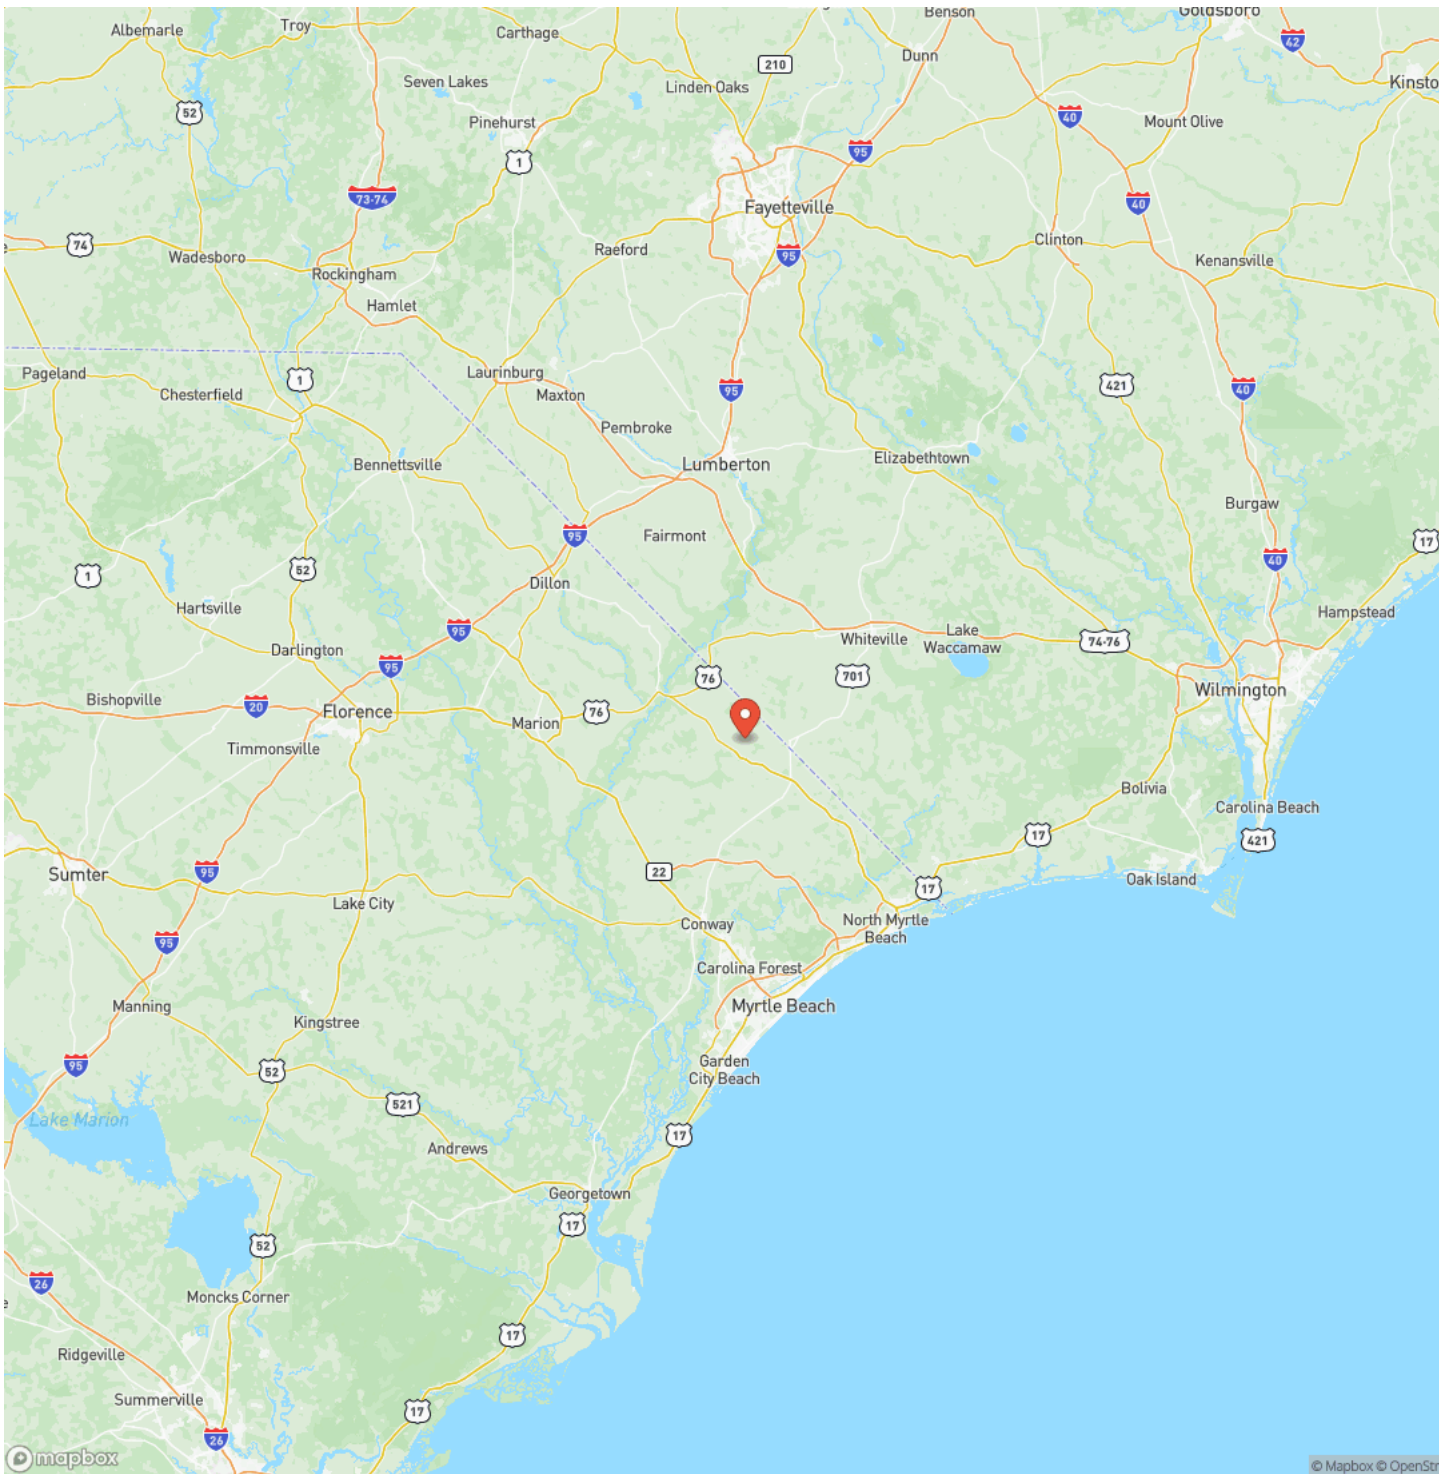 Benson
Goldsboro
Troy
Albemarle
Carthage
Dunn
42
210
Seven Lakes
Linden Oaks
Kinsto
52
40
Mount Olive
Pinehurst
1
95
73-74
40
Fayetteville
74
Raeford
Clinton
Wadesboro
95
Kenansville
Rockingham
Hamlet
Pageland
Laurinburg
1
421
Chesterfield
Maxton
95
40
Pembroke
Bennettsville
Lumberton
Elizabethtown
Burgaw
95
Fairmont
17
52
40
1
Dillon
Hartsville
Hampstead
95
Whiteville
Lake
Waccamaw
74-76
Darlington
95
76
701
Wilmington
Bishopville
20
Florence
Marion
76
Timmonsville
Bolivia
Carolina Beach
17
421
Sumter
95
22
Oak Island
17
Lake City
Conway
North Myrtle
Beach
95
Carolina Forest
Manning
Myrtle Beach
Kingstree
95
52
Garden
City Beach
521
Lake Marion
17
Andrews
Georgetown
17
52
26
Moncks Corner
17
Ridgeville
Summerville
17
26
mapbox
© Mapbox © OpenStr